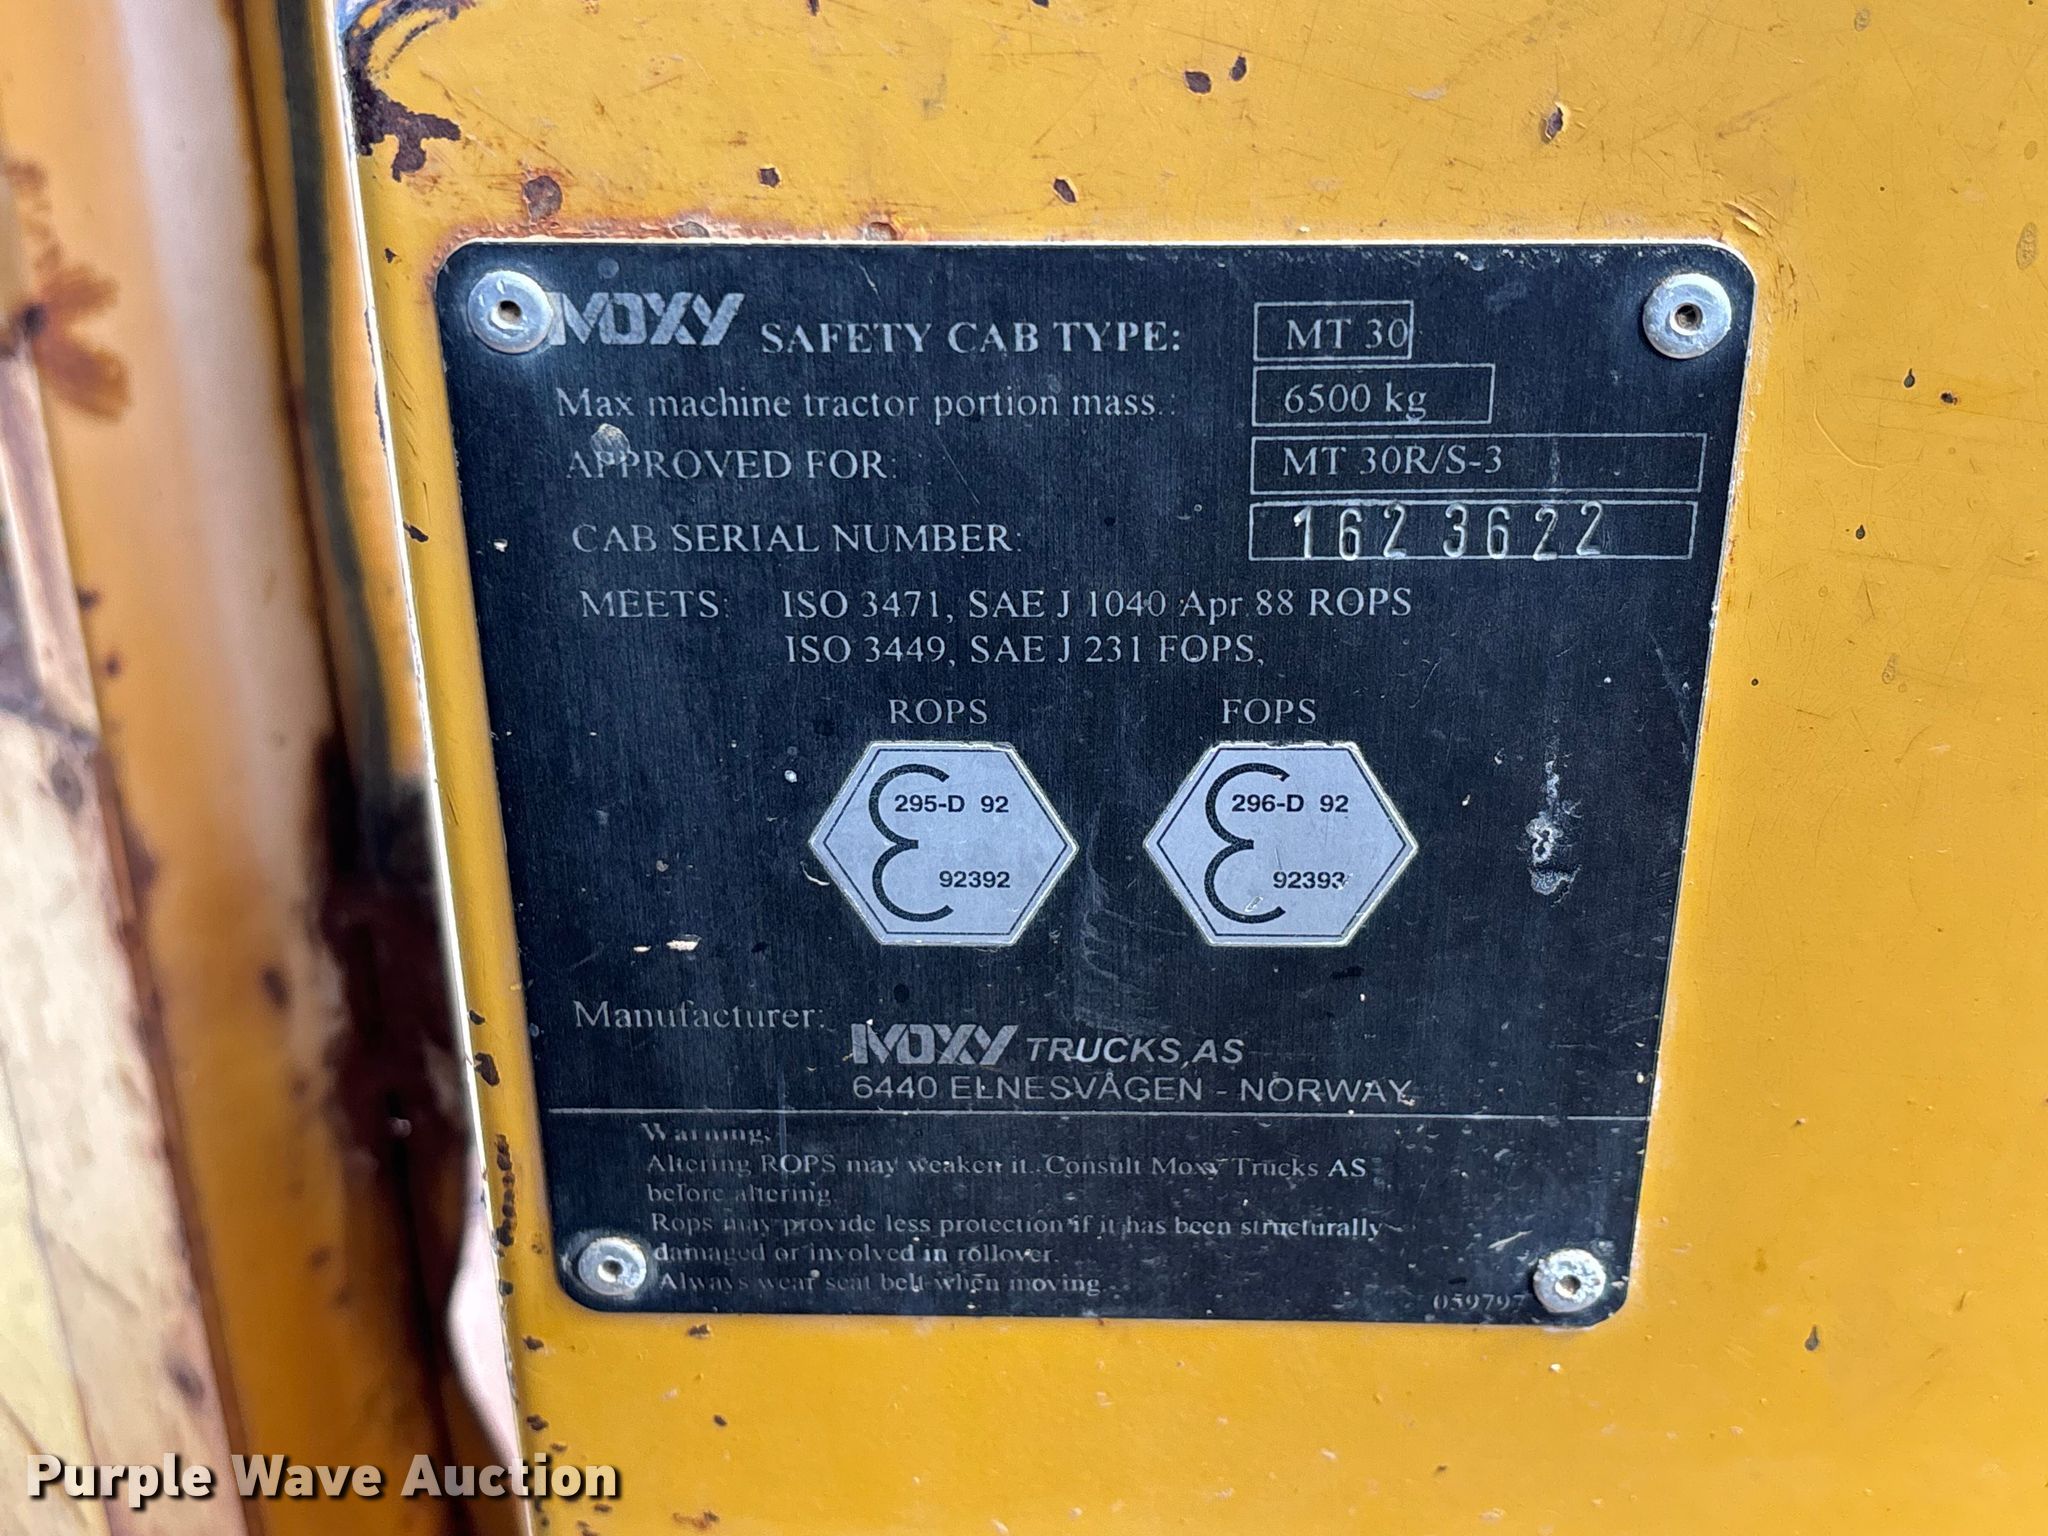 MOXY SAFETY CAB TYPE: MT 30
Max machine tractor portion mass.: 6500 kg
APPROVED FOR: MT 30R/S-3
CAB SERIAL NUMBER: 1623622
MEETS: ISO 3471, SAE J 1040 Apr.88 ROPS
ISO 3449, SAE J 231 FOPS,
ROPS FOPS
295-D 92
92392
296-D 92
92393
Manufacturer: MOXY TRUCKS AS
6440 ELNESVÅGEN - NORWAY
Warning:
Altering ROPS may weaken it. Consult Moxy Trucks AS
before altering.
Rops may provide less protection if it has been structurally
damaged or involved in rollover.
Always wear seat belt when moving.
059797
Purple Wave Auction